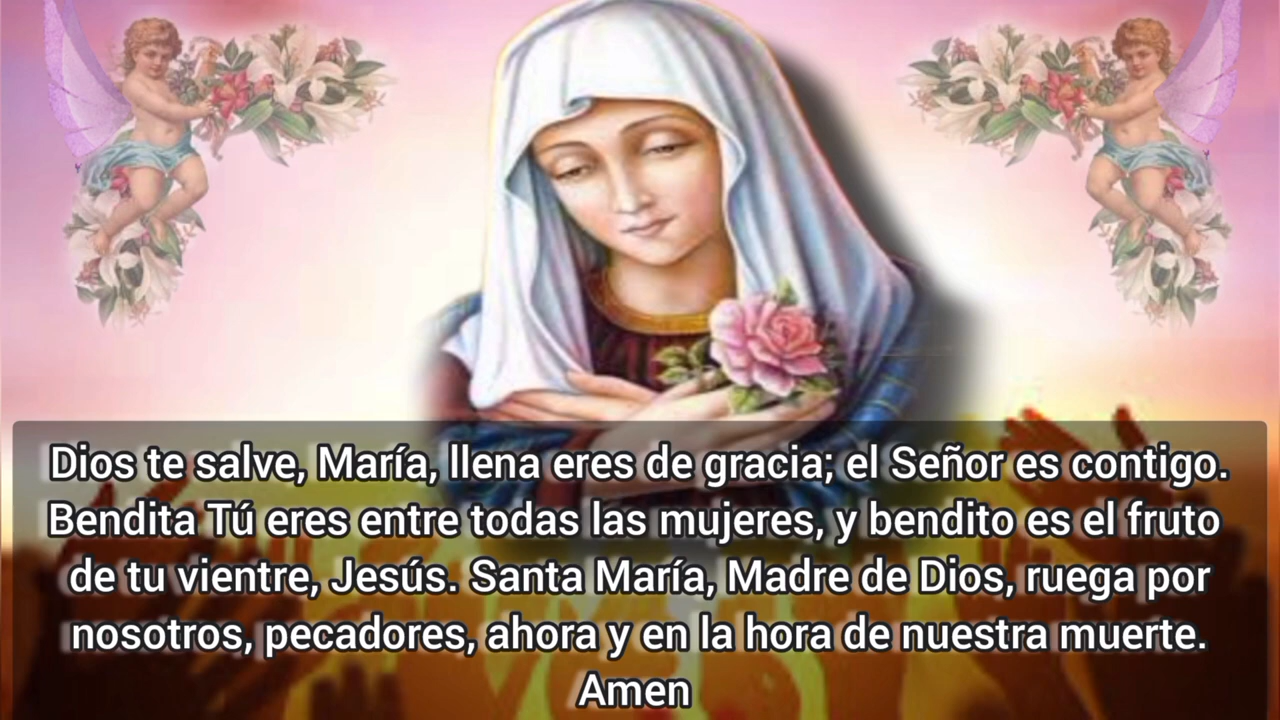 Dios te salve, María, llena eres de gracia; el Señor es contigo.
Bendita Tú eres entre todas las mujeres, y bendito es el fruto
de tu vientre, Jesús. Santa María, Madre de Dios, ruega por
nosotros, pecadores, ahora y en la hora de nuestra muerte.
Amen